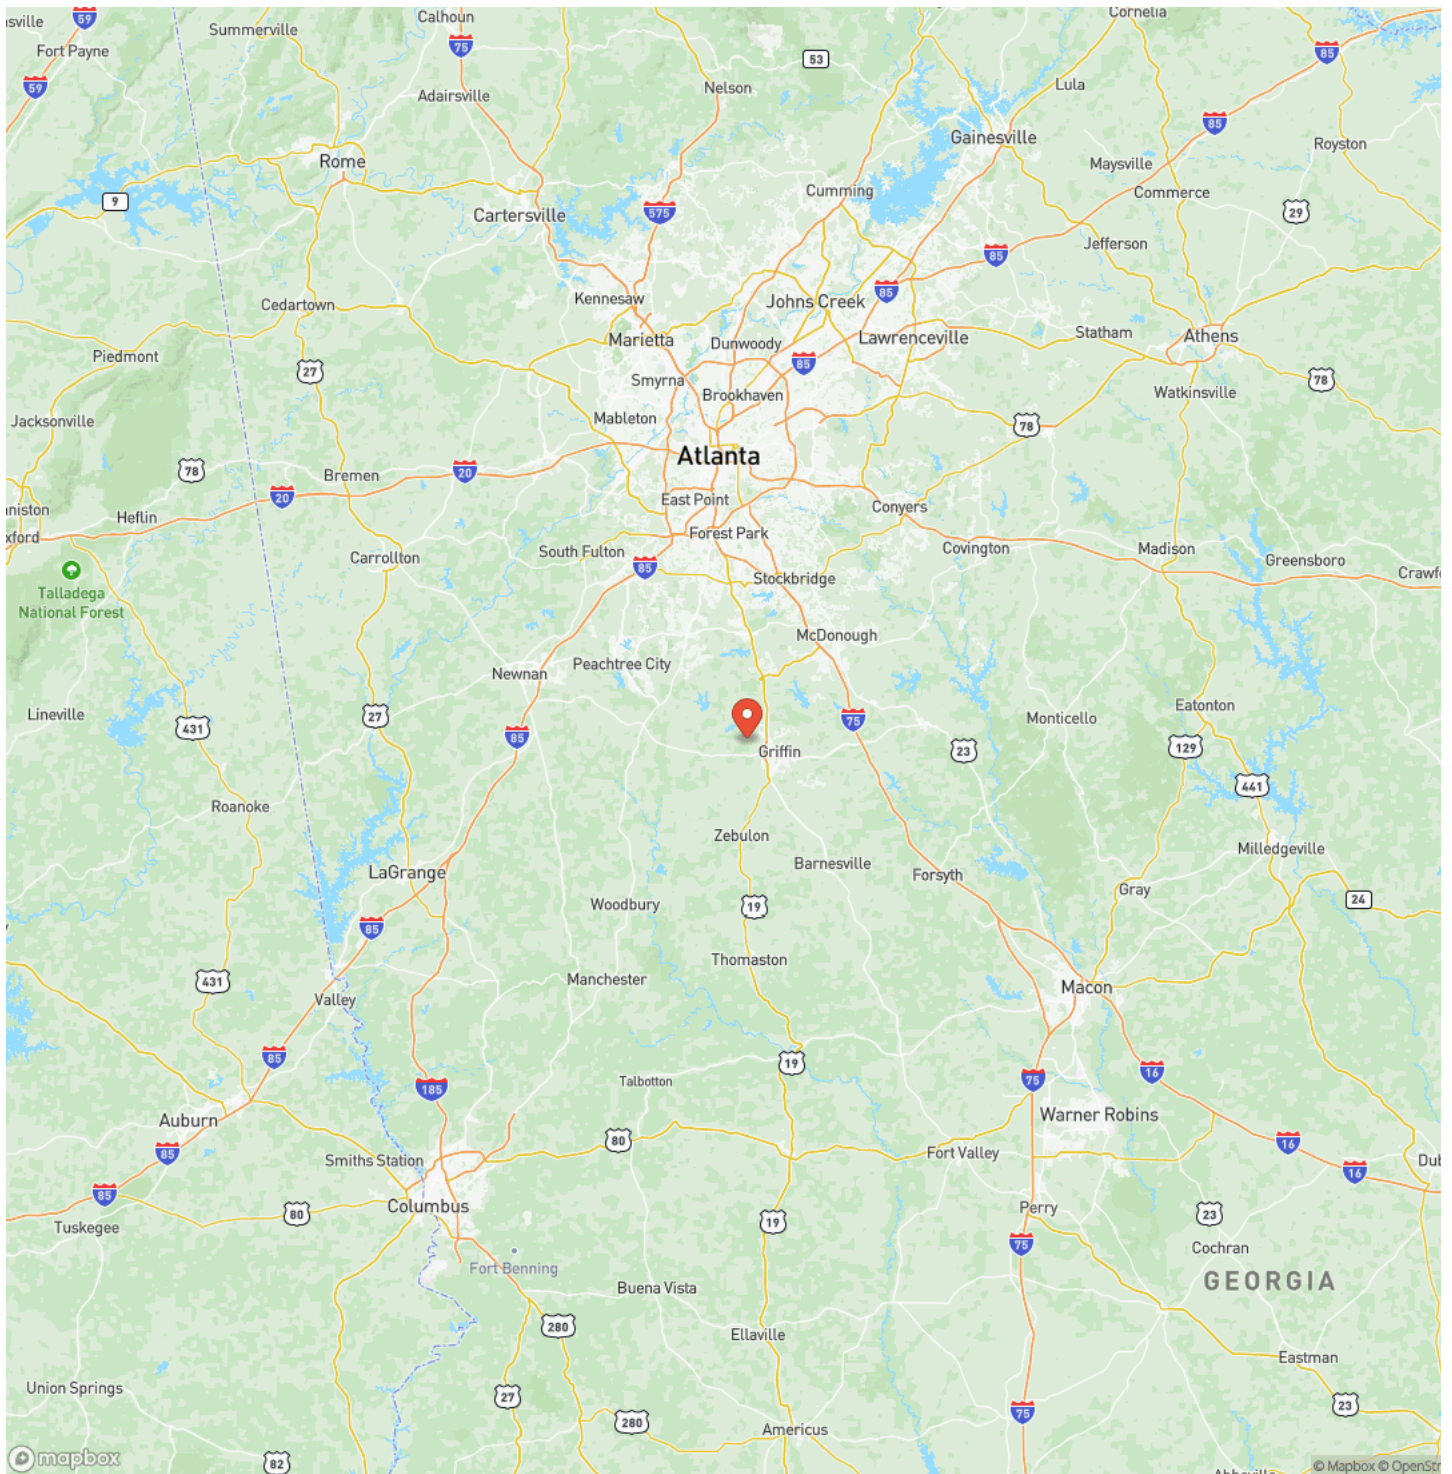 Calhoun
Cornelia
59
sville
Summerville
75
Fort Payne
53
85
59
Adairsville
Nelson
Lula
85
Gainesville
Royston
Rome
Maysville
Cumming
Commerce
9
Cartersville
575
29
Jefferson
85
85
Kennesaw
Johns Creek
Cedartown
Marietta
Dunwoody
Lawrenceville
Statham
Athens
Piedmont
85
27
Smyrna
Brookhaven
78
Watkinsville
Jacksonville
Mableton
78
Atlanta
78
Bremen
20
20
East Point
Conyers
nniston
Heflin
xford
Forest Park
South Fulton
Covington
Madison
Carrollton
Greensboro
85
Stockbridge
Crawfo
Talladega
National Forest
McDonough
Peachtree City
Newnan
Lineville
27
Monticello
Eatonton
431
85
75
23
129
Griffin
441
Roanoke
Zebulon
Milledgeville
Barnesville
LaGrange
Forsyth
Gray
24
Woodbury
19
85
Thomaston
431
Manchester
Macon
Valley
85
19
16
75
Talbotton
185
Auburn
Warner Robins
80
16
85
Fort Valley
Smiths Station
Dub
16
85
Columbus
80
Perry
23
Tuskegee
19
75
Cochran
Fort Benning
GEORGIA
Buena Vista
280
Ellaville
Eastman
Union Springs
27
23
75
280
Americus
mapbox
82
© Mapbox © OpenStr